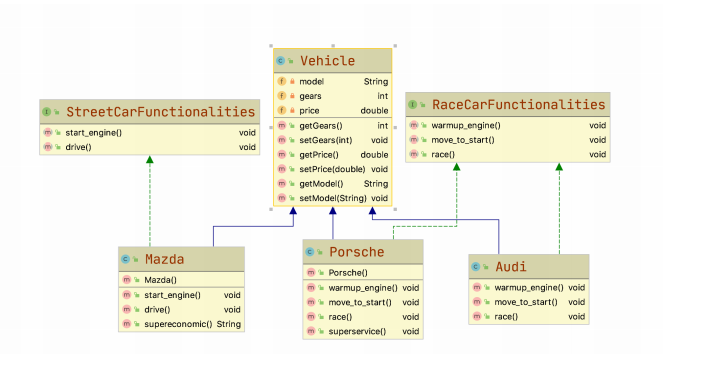 Vehicle
model String
gears int
price double
getGears() int
setGears(int) void
getPrice() double
setPrice(double) void
getModel() String
setModel(String) void
StreetCarFunctionalities
start_engine() void
drive() void
RaceCarFunctionalities
warmup_engine() void
move_to_start() void
race() void
Mazda
Mazda()
start_engine() void
drive() void
supereconomic() String
Porsche
Porsche()
warmup_engine() void
move_to_start() void
race() void
superservice() void
Audi
warmup_engine() void
move_to_start() void
race() void